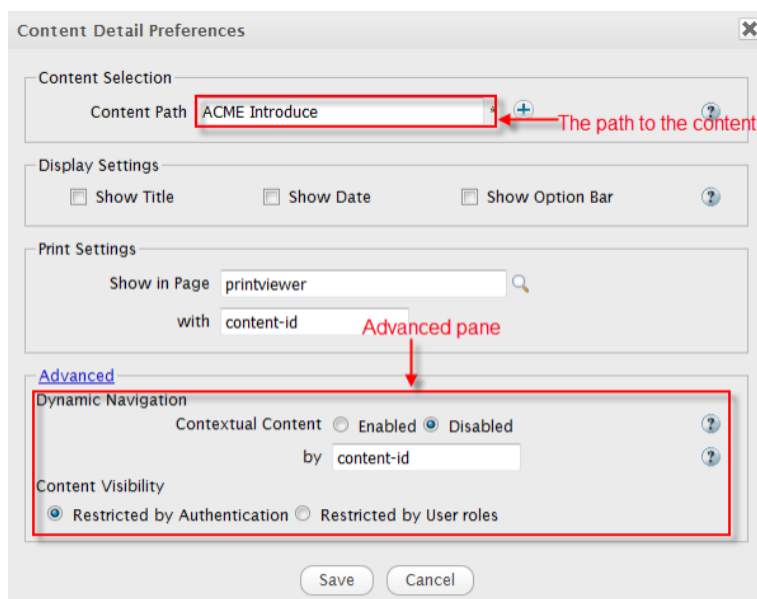 Content Detail Preferences
Content Selection
Content Path ACME Introduce * The path to the content
Display Settings
Show Title Show Date Show Option Bar
Print Settings
Show in Page printviewer
with content-id
Advanced pane
Advanced
Dynamic Navigation
Contextual Content Enabled Disabled
by content-id
Content Visibility
Restricted by Authentication Restricted by User roles
Save Cancel